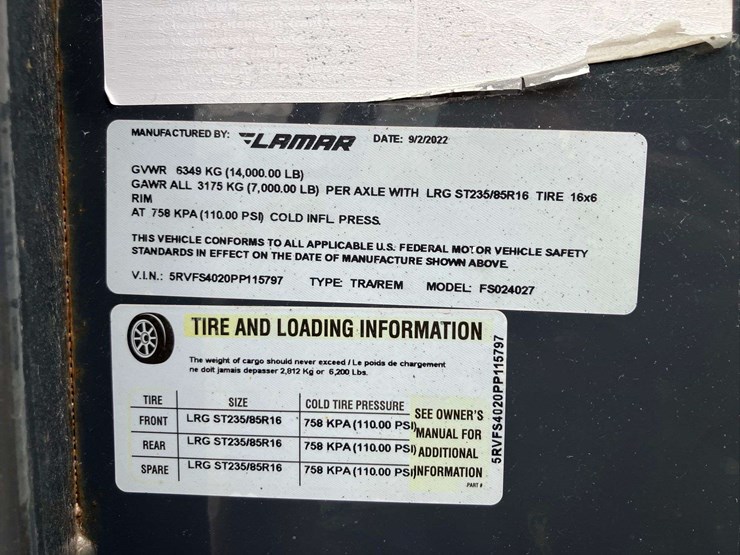 MANUFACTURED BY: LAMAR DATE: 9/2/2022
GVWR 6349 KG (14,000.00 LB)
GAWR ALL 3175 KG (7,000.00 LB) PER AXLE WITH LRG ST235/85R16 TIRE 16x6
RIM
AT 758 KPA (110.00 PSI) COLD INFL PRESS.
THIS VEHICLE CONFORMS TO ALL APPLICABLE U.S. FEDERAL MOTOR VEHICLE SAFETY
STANDARDS IN EFFECT ON THE DATE OF MANUFACTURE SHOWN ABOVE.
V.I.N.: 5RVFS4020PP115797 TYPE: TRA/REM MODEL: FS024027
TIRE AND LOADING INFORMATION
The weight of cargo should never exceed / Le poids de chargement
ne doit jamais depasser 2,812 Kg or 6,200 Lbs.
TIRE SIZE COLD TIRE PRESSURE
FRONT LRG ST235/85R16 758 KPA (110.00 PSI)
REAR LRG ST235/85R16 758 KPA (110.00 PSI)
SPARE LRG ST235/85R16 758 KPA (110.00 PSI)
SEE OWNER'S
MANUAL FOR
ADDITIONAL
INFORMATION
PART #
5RVFS4020PP115797